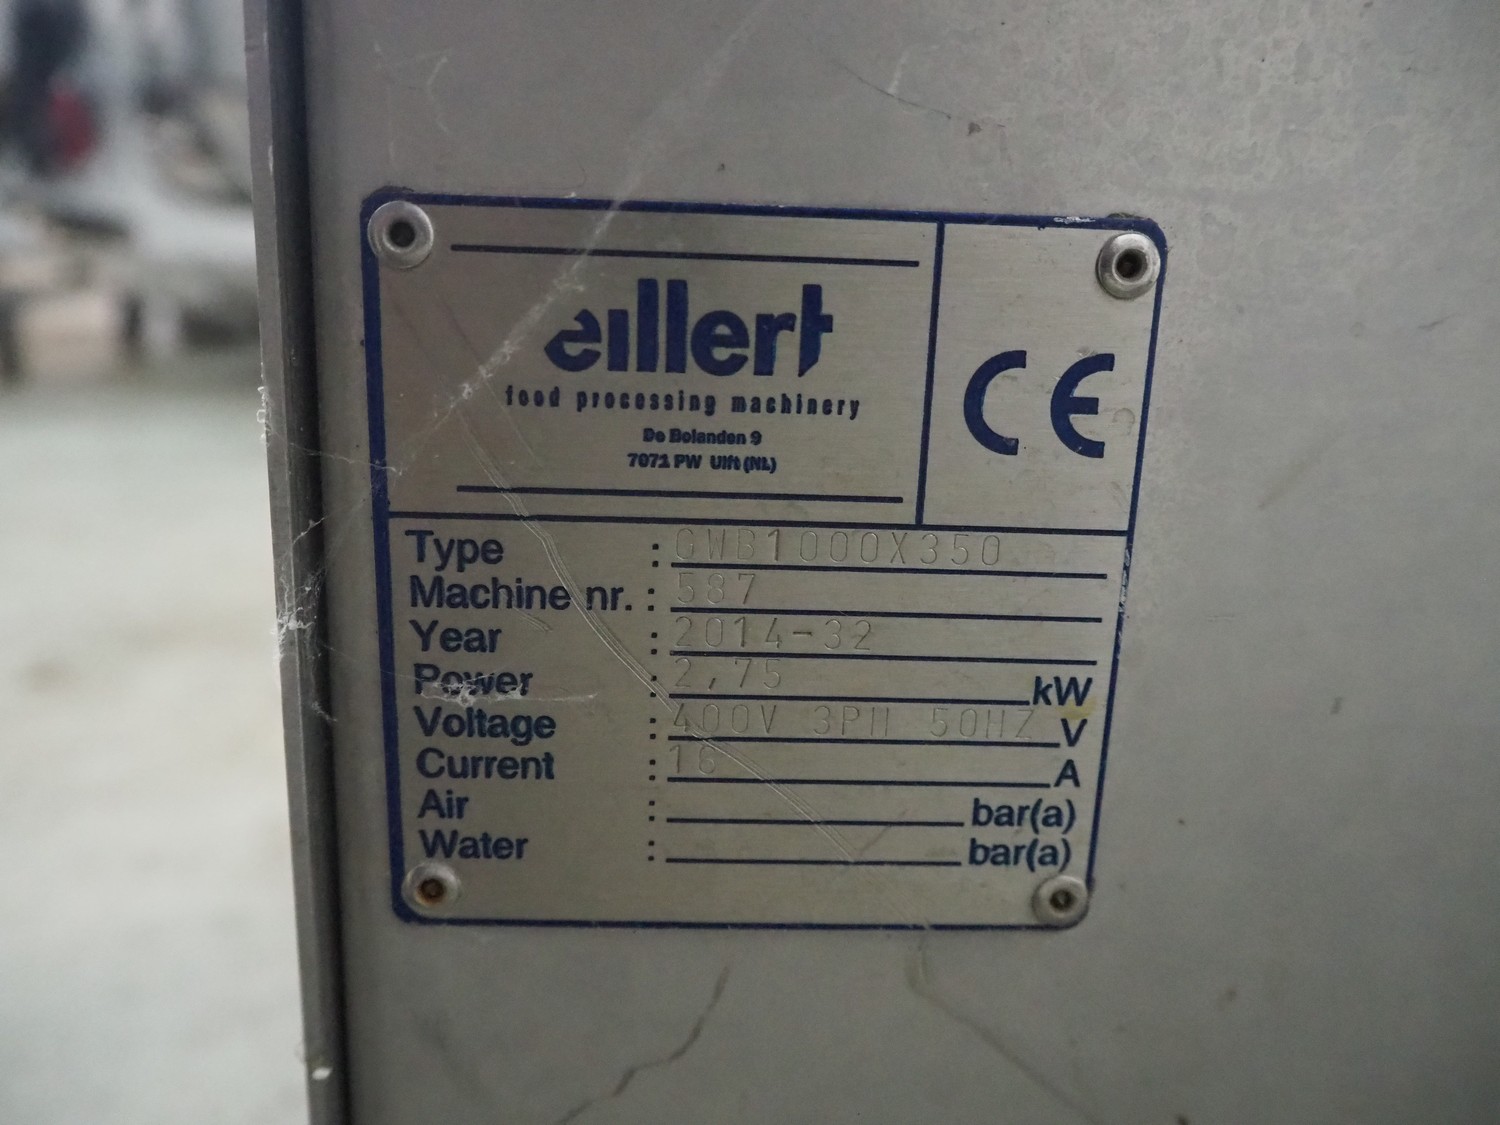 eillert
food processing machinery
De Bolanden 9
7071 PW Ulft (NL)
CE
Type : GWB1000X350
Machine nr. : 587
Year : 2014-32
Power : 2,75 kW
Voltage : 400V 3PH 50HZ V
Current : 16 A
Air : bar(a)
Water : bar(a)